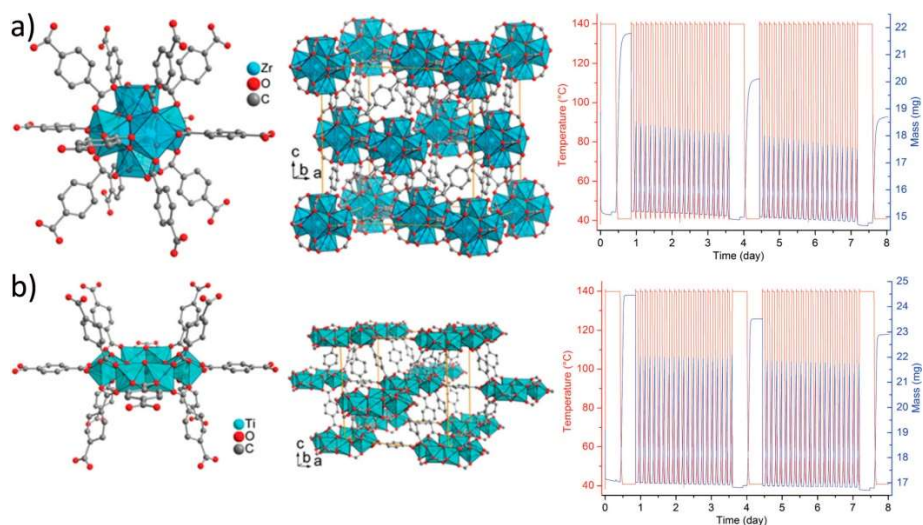 a)
Zr
O
C
c
b a
Temperature (°C)
140
120
100
80
60
40
0 1 2 3 4 5 6 7 8
Time (day)
22
21
20
19
18
17
16
15
Mass (mg)
b)
Ti
O
C
c
b a
Temperature (°C)
140
120
100
80
60
40
0 1 2 3 4 5 6 7 8
Time (day)
25
24
23
22
21
20
19
18
17
Mass (mg)